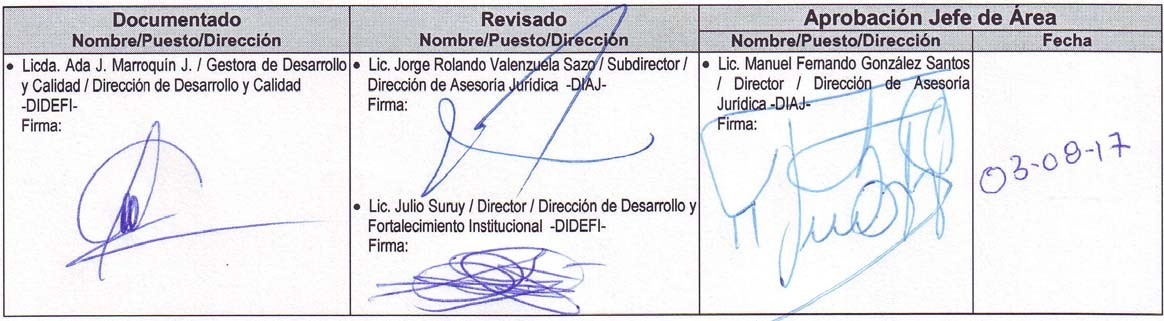 Documentado
Nombre/Puesto/Dirección
• Licda. Ada J. Marroquín J. / Gestora de Desarrollo
y Calidad / Dirección de Desarrollo y Calidad
-DIDEFI-
Firma:
Revisado
Nombre/Puesto/Dirección
• Lic. Jorge Rolando Valenzuela Sazo / Subdirector /
Dirección de Asesoría Jurídica -DIAJ-
Firma:
• Lic. Julio Suruy / Director / Dirección de Desarrollo y
Fortalecimiento Institucional -DIDEFI-
Firma:
Aprobación Jefe de Área
Nombre/Puesto/Dirección
• Lic. Manuel Fernando González Santos
/ Director / Dirección de Asesoría
Jurídica -DIAJ-
Firma:
Fecha
03-08-17